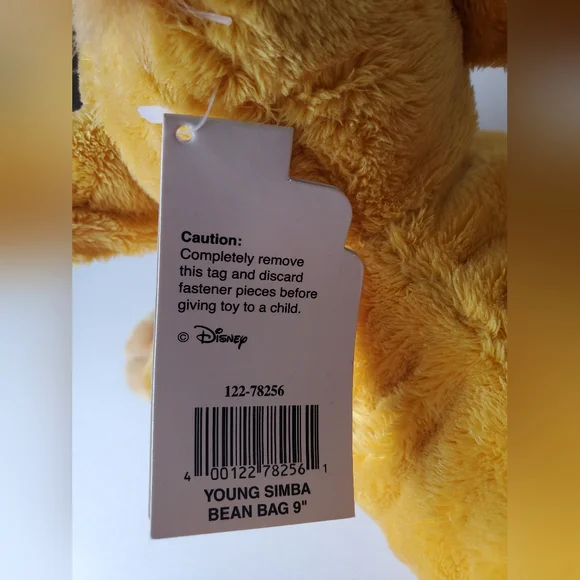 Caution:
Completely remove
this tag and discard
fastener pieces before
giving toy to a child.
© Disney
122-78256
4 00122 78256 1
YOUNG SIMBA
BEAN BAG 9"